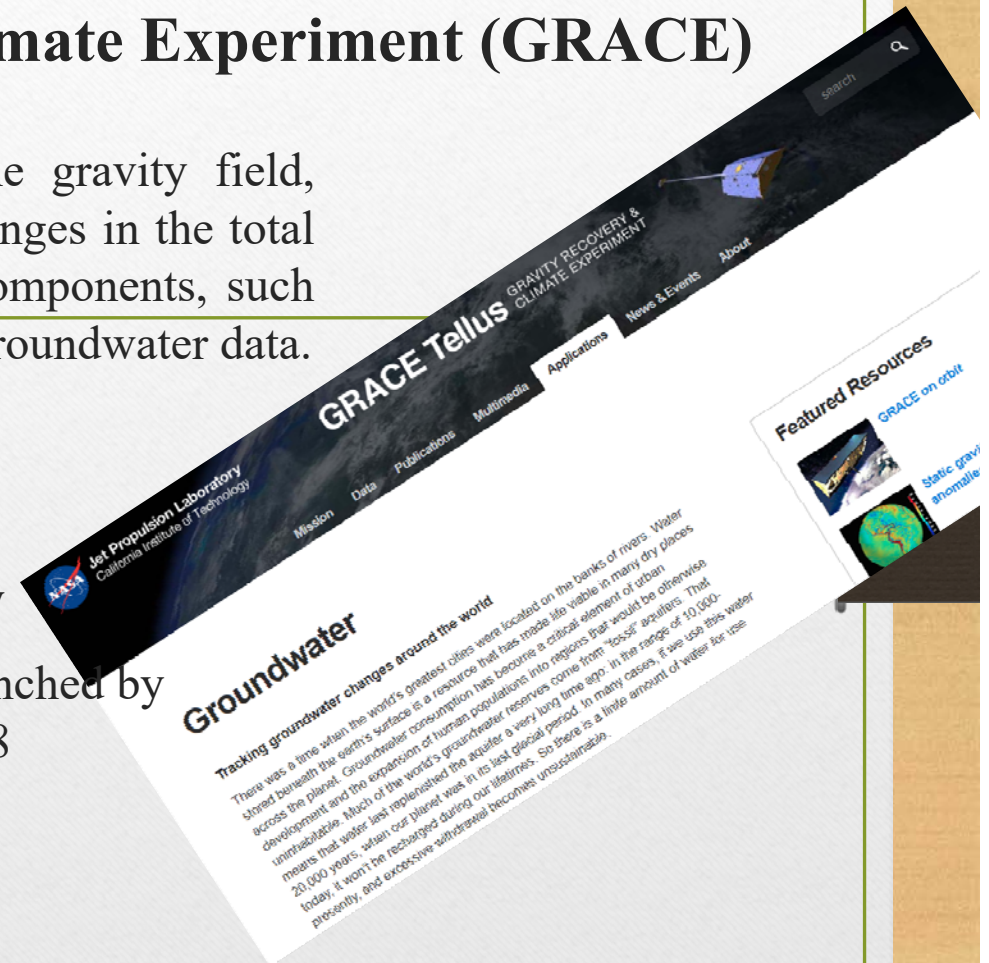 mate Experiment (GRACE)
gravity field,
nges in the total
omponents, such
roundwater data.
nched by
8
search
GRACE Tellus
GRAVITY RECOVERY &
CLIMATE EXPERIMENT
NASA
Jet Propulsion Laboratory
California Institute of Technology
Mission Data Publications Multimedia Applications News & Events About
Groundwater
Tracking groundwater changes around the world
There was a time when the world's greatest cities were located on the banks of rivers. Water
stored beneath the earth's surface is a resource that has made life viable in many dry places
across the planet. Groundwater consumption has become a critical element of urban
development and the expansion of human populations into regions that would be otherwise
uninhabitable. Much of the world's groundwater reserves come from "fossil" aquifers. That
means that water last replenished the aquifer a very long time ago: in the range of 10,000-
20,000 years, when our planet was in its last glacial period. In many cases, if we use this water
today, it won't be recharged during our lifetimes. So there is a finite amount of water for use
presently, and excessive withdrawal becomes unsustainable.
Featured Resources
GRACE on orbit
Static gravi
anomalie